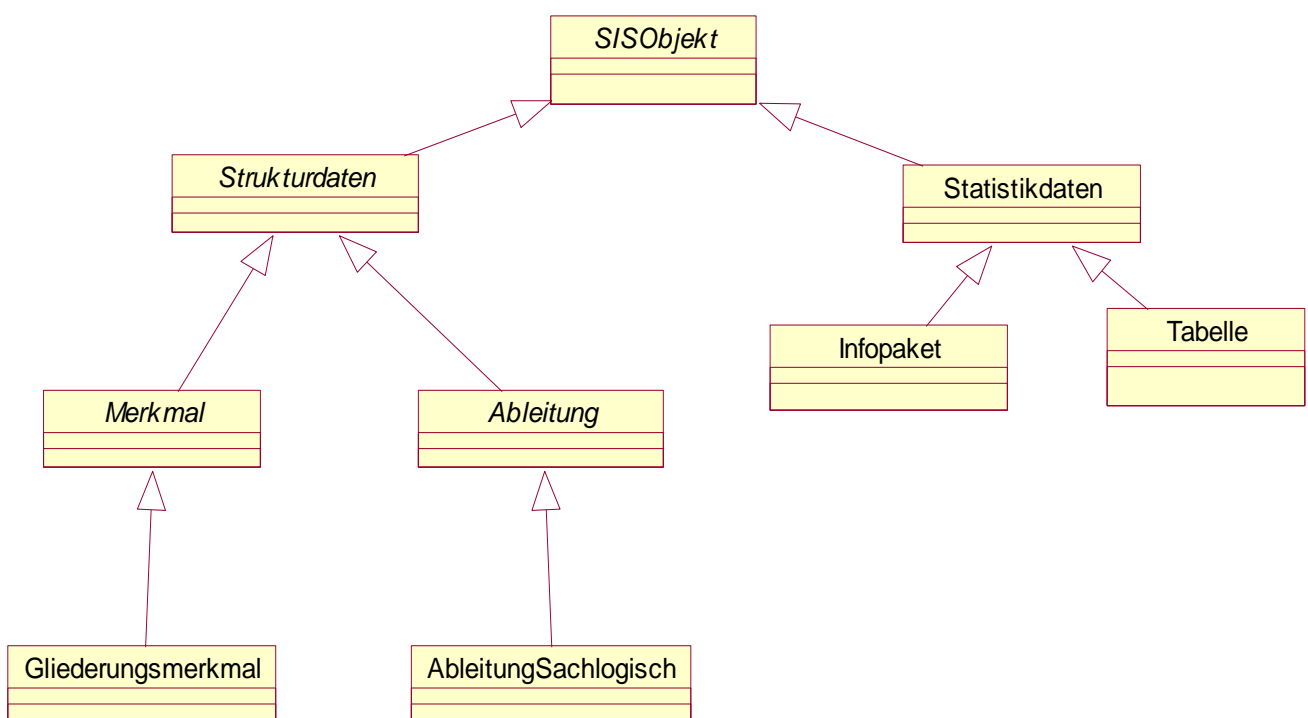 SISObjekt
Strukturdaten
Statistikdaten
Infopaket
Tabelle
Merkmal
Ableitung
Gliederungsmerkmal
AbleitungSachlogisch